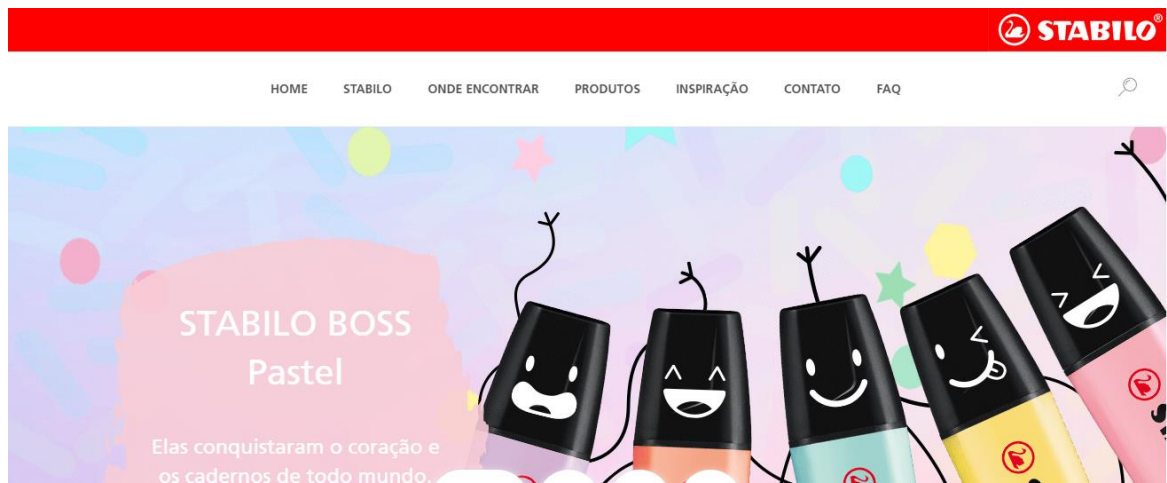 STABILO®
HOME STABILO ONDE ENCONTRAR PRODUTOS INSPIRAÇÃO CONTATO FAQ
STABILO BOSS
Pastel
Elas conquistaram o coração e
os cadernos de todo mundo.